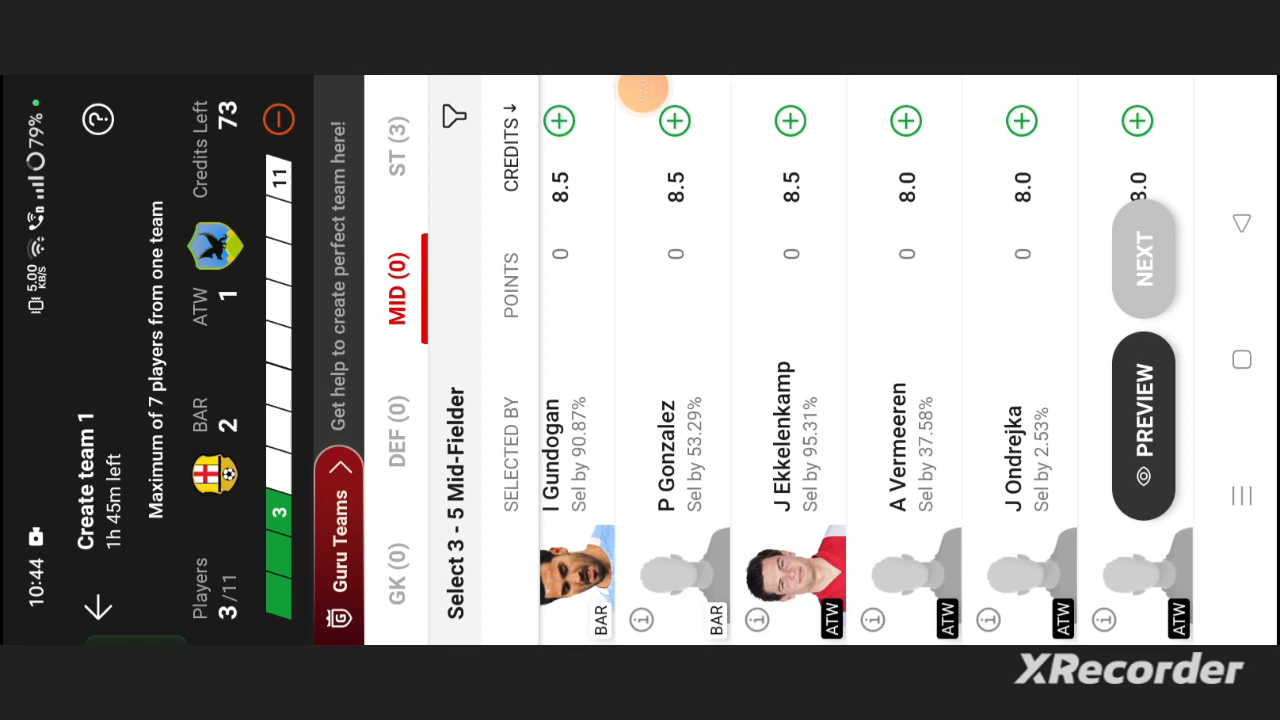 10:44
5.00 KB/S
79%
Create team 1
1h 45m left
Maximum of 7 players from one team
Players
BAR
ATW
Credits Left
3 /11
2
1
73
3
11
G
Guru Teams
Get help to create perfect team here!
GK (0)
DEF (0)
MID (0)
ST (3)
Select 3 - 5 Mid-Fielder
SELECTED BY
POINTS
CREDITS
BAR
I Gundogan
Sel by 90.87%
0
8.5
BAR
P Gonzalez
Sel by 53.29%
0
8.5
ATW
J Ekkelenkamp
Sel by 95.31%
0
8.5
ATW
A Vermeeren
Sel by 37.58%
0
8.0
ATW
J Ondrejka
Sel by 2.53%
0
8.0
ATW
8.0
PREVIEW
NEXT
XRecorder